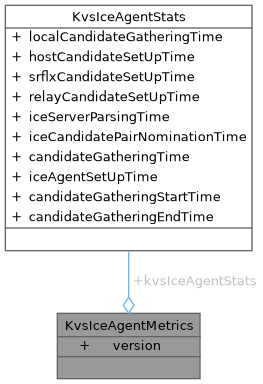 KvsIceAgentStats
+ localCandidateGatheringTime
+ hostCandidateSetUpTime
+ srflxCandidateSetUpTime
+ relayCandidateSetUpTime
+ iceServerParsingTime
+ iceCandidatePairNominationTime
+ candidateGatheringTime
+ iceAgentSetUpTime
+ candidateGatheringStartTime
+ candidateGatheringEndTime
+kvsIceAgentStats
KvsIceAgentMetrics
+ version